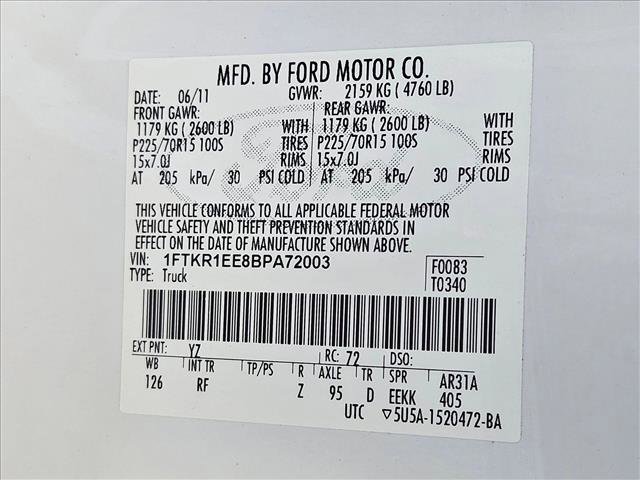 MFD. BY FORD MOTOR CO.
DATE: 06/11 GVWR: 2159 KG ( 4760 LB)
FRONT GAWR: REAR GAWR:
1179 KG ( 2600 LB) WITH 1179 KG ( 2600 LB) WITH
P225/70R15 100S TIRES P225/70R15 100S TIRES
15x7.0J RIMS 15x7.0J RIMS
AT 205 kPa/ 30 PSI COLD AT 205 kPa/ 30 PSI COLD
THIS VEHICLE CONFORMS TO ALL APPLICABLE FEDERAL MOTOR
VEHICLE SAFETY AND THEFT PREVENTION STANDARDS IN
EFFECT ON THE DATE OF MANUFACTURE SHOWN ABOVE.
VIN: 1FTKR1EE8BPA72003 F0083
TYPE: Truck T0340
EXT PNT: YZ RC: 72 DSO:
WB INT TR TP/PS R AXLE TR SPR AR31A
126 RF Z 95 D EEKK 405
UTC ▽5U5A-1520472-BA